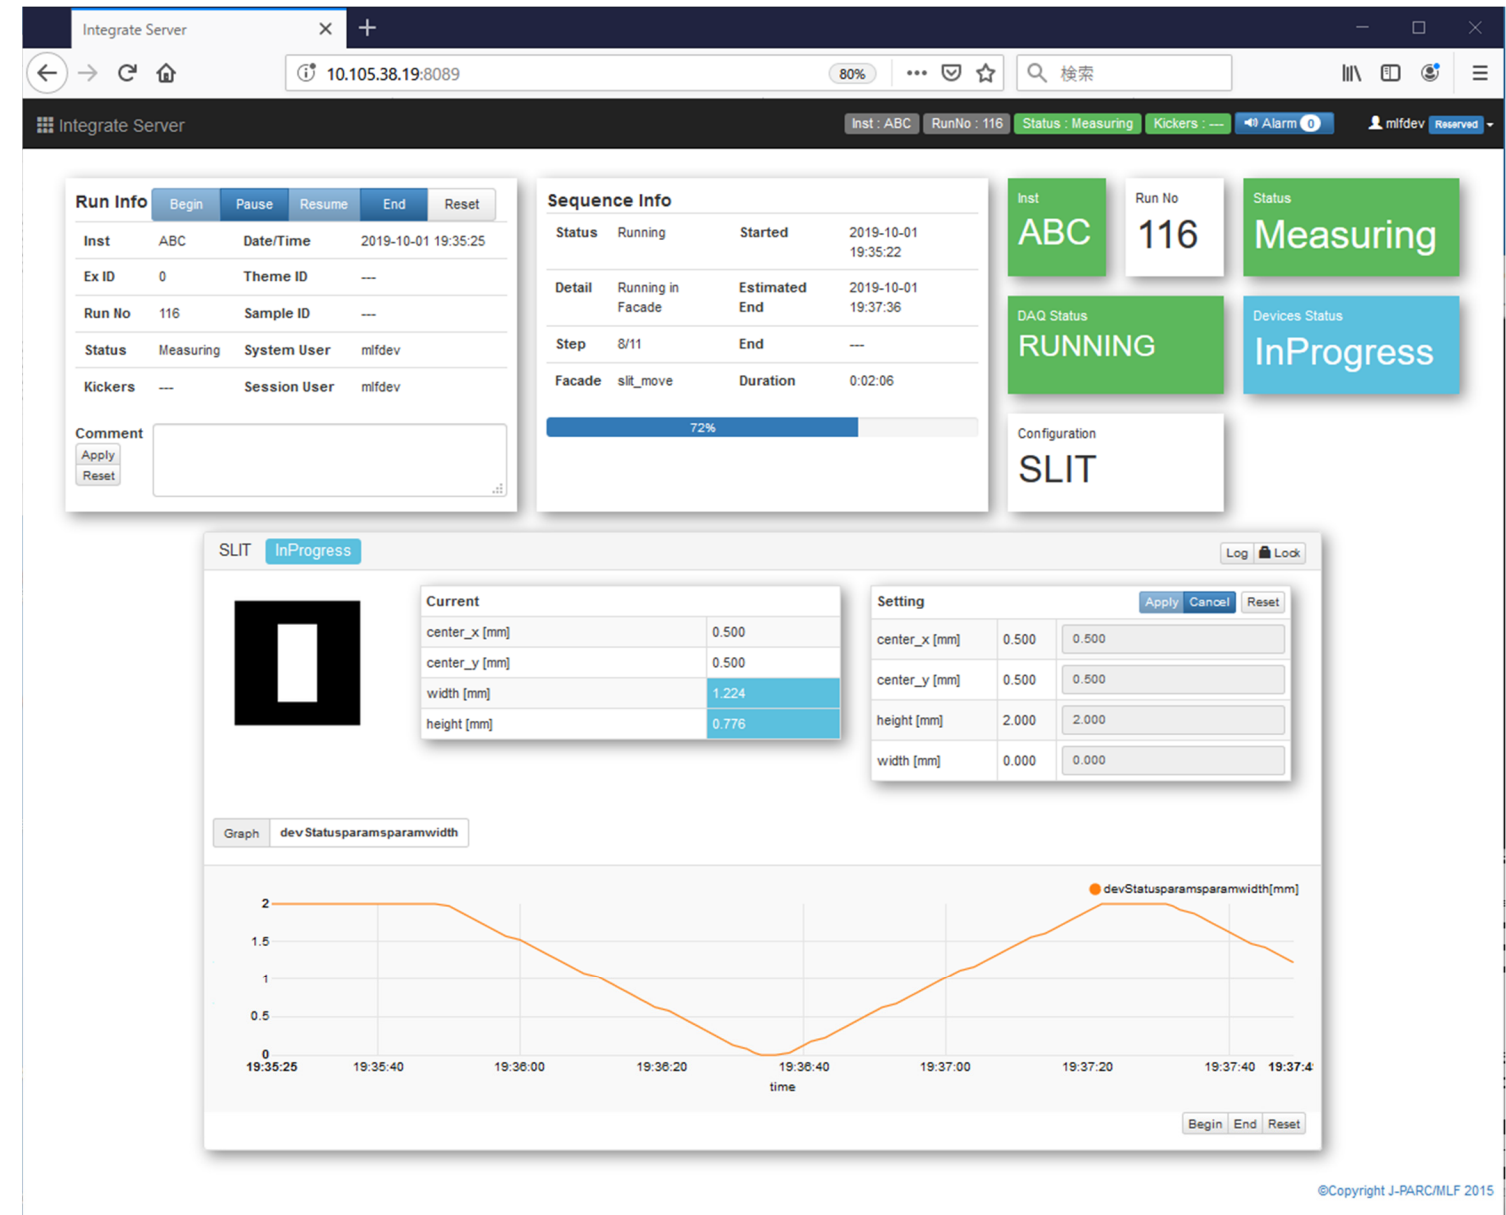 Integrate Server
10.105.38.19:8089
80%
検索
Integrate Server
Inst : ABC
RunNo : 116
Status : Measuring
Kickers : ---
Alarm 0
mlfdev Reserved
Run Info
Begin
Pause
Resume
End
Reset
Inst ABC Date/Time 2019-10-01 19:35:25
Ex ID 0 Theme ID ---
Run No 116 Sample ID ---
Status Measuring System User mlfdev
Kickers --- Session User mlfdev
Comment
Apply
Reset
Sequence Info
Status Running Started 2019-10-01
19:35:22
Detail Running in Estimated 2019-10-01
Facade End 19:37:36
Step 8/11 End ---
Facade slit_move Duration 0:02:06
72%
Inst
ABC
Run No
116
Status
Measuring
DAQ Status
RUNNING
Devices Status
InProgress
Configuration
SLIT
SLIT InProgress
Log Lock
Current
center_x [mm] 0.500
center_y [mm] 0.500
width [mm] 1.224
height [mm] 0.776
Setting Apply Cancel Reset
center_x [mm] 0.500 0.500
center_y [mm] 0.500 0.500
height [mm] 2.000 2.000
width [mm] 0.000 0.000
Graph devStatusparamsparamwidth
devStatusparamsparamwidth[mm]
2
1.5
1
0.5
0
19:35:25 19:35:40 19:36:00 19:36:20 19:36:40 19:37:00 19:37:20 19:37:40 19:37:4
time
Begin End Reset
©Copyright J-PARC/MLF 2015